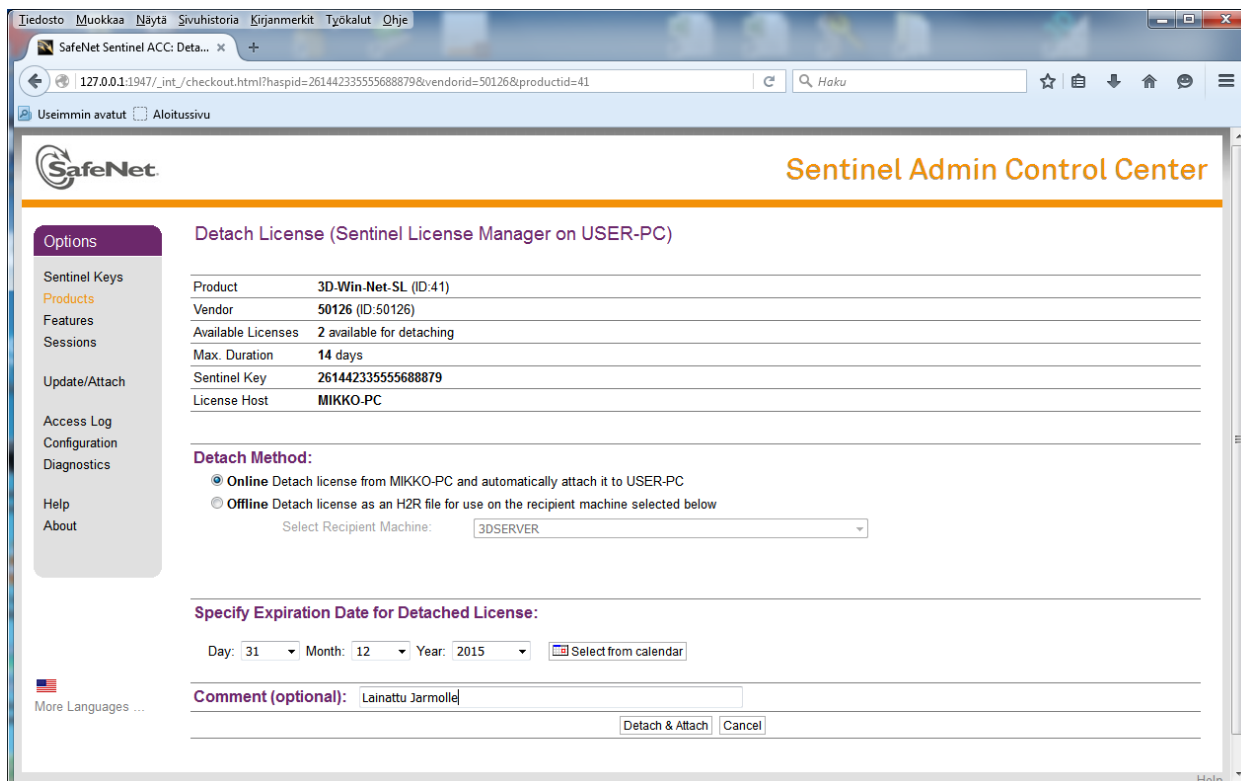 Tiedosto Muokkaa Näytä Sivuhistoria Kirjanmerkit Työkalut Ohje
SafeNet Sentinel ACC: Deta...
127.0.0.1:1947/_int_/checkout.html?haspid=261442335555688879&vendorid=50126&productid=41
Haku
Useimmin avatut Aloitussivu
SafeNet.
Sentinel Admin Control Center
Options
Sentinel Keys
Products
Features
Sessions
Update/Attach
Access Log
Configuration
Diagnostics
Help
About
More Languages ...
Detach License (Sentinel License Manager on USER-PC)
Product 3D-Win-Net-SL (ID:41)
Vendor 50126 (ID:50126)
Available Licenses 2 available for detaching
Max. Duration 14 days
Sentinel Key 261442335555688879
License Host MIKKO-PC
Detach Method:
Online Detach license from MIKKO-PC and automatically attach it to USER-PC
Offline Detach license as an H2R file for use on the recipient machine selected below
Select Recipient Machine: 3DSERVER
Specify Expiration Date for Detached License:
Day: 31 Month: 12 Year: 2015 Select from calendar
Comment (optional): Lainattu Jarmolle
Detach & Attach Cancel
Help